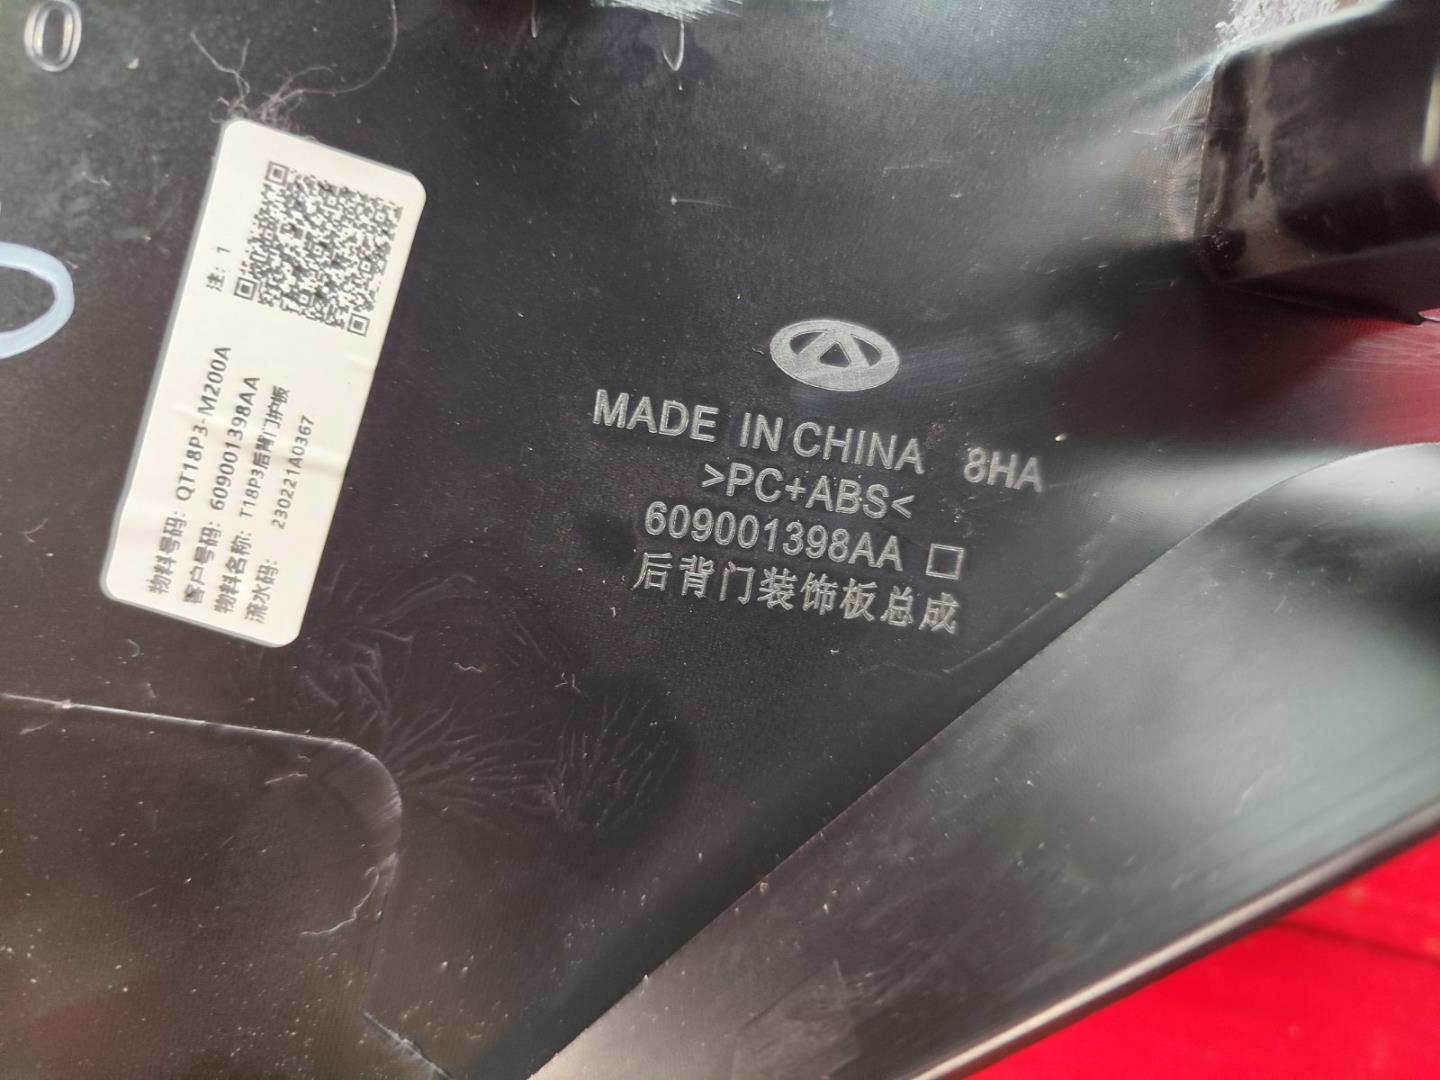 注：1
物料号码：QT18P3-M200A
客户号码：609001398AA
物料名称：T18P3后背门护板
流水码：230221A0367
MADE IN CHINA 8HA
>PC+ABS<
609001398AA
后背门装饰板总成